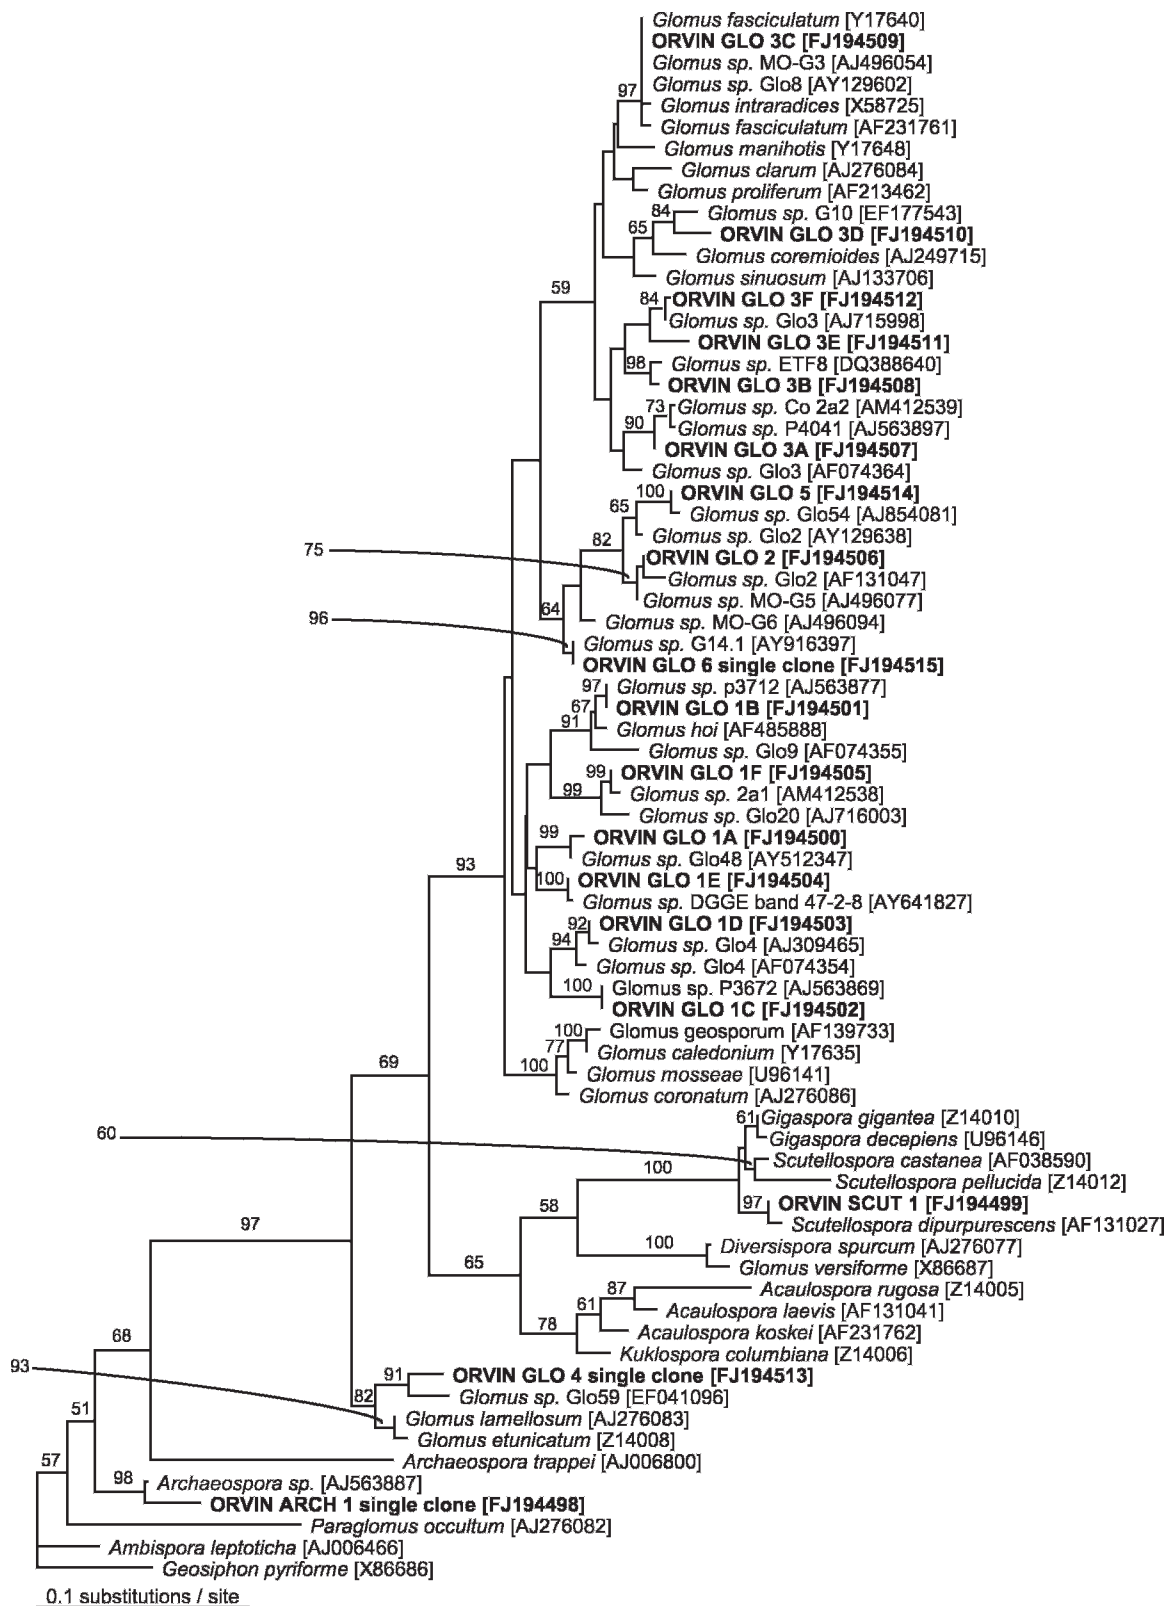 Glomus fasciculatum [Y17640]
ORVIN GLO 3C [FJ194509]
Glomus sp. MO-G3 [AJ496054]
Glomus sp. Glo8 [AY129602]
97
Glomus intraradices [X58725]
Glomus fasciculatum [AF231761]
Glomus manihotis [Y17648]
Glomus clarum [AJ276084]
Glomus proliferum [AF213462]
84 Glomus sp. G10 [EF177543]
65 ORVIN GLO 3D [FJ194510]
Glomus coremioides [AJ249715]
Glomus sinuosum [AJ133706]
59
84 ORVIN GLO 3F [FJ194512]
Glomus sp. Glo3 [AJ715998]
ORVIN GLO 3E [FJ194511]
98 Glomus sp. ETF8 [DQ388640]
ORVIN GLO 3B [FJ194508]
73 Glomus sp. Co 2a2 [AM412539]
90 Glomus sp. P4041 [AJ563897]
ORVIN GLO 3A [FJ194507]
Glomus sp. Glo3 [AF074364]
100 ORVIN GLO 5 [FJ194514]
65 Glomus sp. Glo54 [AJ854081]
82 Glomus sp. Glo2 [AY129638]
75 ORVIN GLO 2 [FJ194506]
Glomus sp. Glo2 [AF131047]
Glomus sp. MO-G5 [AJ496077]
64
96 Glomus sp. MO-G6 [AJ496094]
Glomus sp. G14.1 [AY916397]
ORVIN GLO 6 single clone [FJ194515]
97 Glomus sp. p3712 [AJ563877]
67 ORVIN GLO 1B [FJ194501]
91 Glomus hoi [AF485888]
Glomus sp. Glo9 [AF074355]
99 ORVIN GLO 1F [FJ194505]
99 Glomus sp. 2a1 [AM412538]
Glomus sp. Glo20 [AJ716003]
99 ORVIN GLO 1A [FJ194500]
Glomus sp. Glo48 [AY512347]
93
100 ORVIN GLO 1E [FJ194504]
Glomus sp. DGGE band 47-2-8 [AY641827]
92 ORVIN GLO 1D [FJ194503]
94 Glomus sp. Glo4 [AJ309465]
Glomus sp. Glo4 [AF074354]
100 Glomus sp. P3672 [AJ563869]
ORVIN GLO 1C [FJ194502]
100 Glomus geosporum [AF139733]
77 Glomus caledonium [Y17635]
69 100 Glomus mosseae [U96141]
Glomus coronatum [AJ276086]
61 Gigaspora gigantea [Z14010]
60 Gigaspora decepiens [U96146]
100 Scutellospora castanea [AF038590]
Scutellospora pellucida [Z14012]
58 97 ORVIN SCUT 1 [FJ194499]
97 Scutellospora dipurpurescens [AF131027]
100 Diversispora spurcum [AJ276077]
65 Glomus versiforme [X86687]
87 Acaulospora rugosa [Z14005]
61 Acaulospora laevis [AF131041]
78 Acaulospora koskei [AF231762]
68 Kuklospora columbiana [Z14006]
93 91 ORVIN GLO 4 single clone [FJ194513]
82 Glomus sp. Glo59 [EF041096]
51 Glomus lamellosum [AJ276083]
Glomus etunicatum [Z14008]
57 Archaeospora trappei [AJ006800]
98 Archaeospora sp. [AJ563887]
ORVIN ARCH 1 single clone [FJ194498]
Paraglomus occultum [AJ276082]
Ambispora leptoticha [AJ006466]
Geosiphon pyriforme [X86686]
0.1 substitutions / site